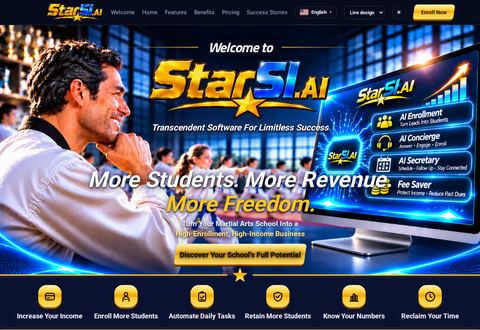 StarSI.AI
Welcome
Home
Features
Benefits
Pricing
Success Stories
English
Live design
Enroll Now
Welcome to
StarSI.AI
Transcendent Software For Limitless Success
More Students. More Revenue.
More Freedom.
Turn Your Martial Arts School Into a
High-Enrollment, High-Income Business
Discover Your School's Full Potential
StarSI.AI
StarSI.AI
AI Enrollment
Turn Leads Into Students
AI Concierge
Answer • Engage • Enroll
AI Secretary
Schedule • Follow Up • Stay Connected
Fee Saver
Protect Income • Reduce Past Dues
Increase Your Income
Enroll More Students
Automate Daily Tasks
Retain More Students
Know Your Numbers
Reclaim Your Time